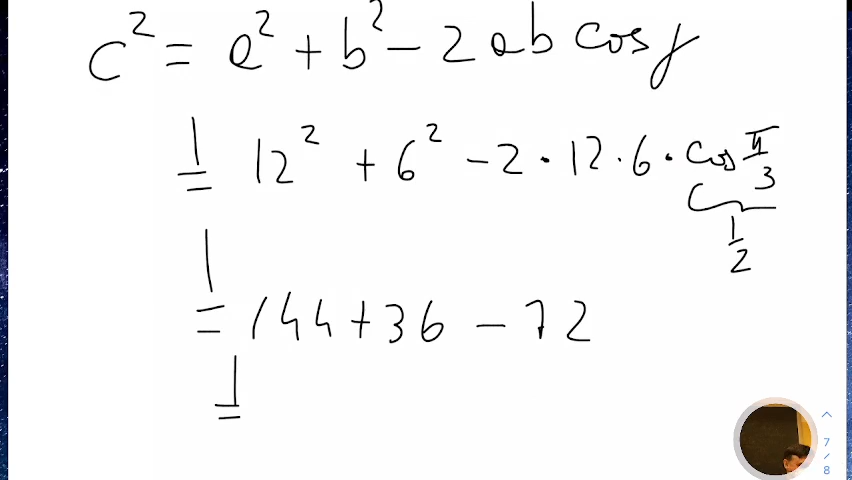 c² = a² + b² - 2ab cos γ
= 12² + 6² - 2 · 12 · 6 · cos π/3
1/2
= 144 + 36 - 72
=
7 / 8